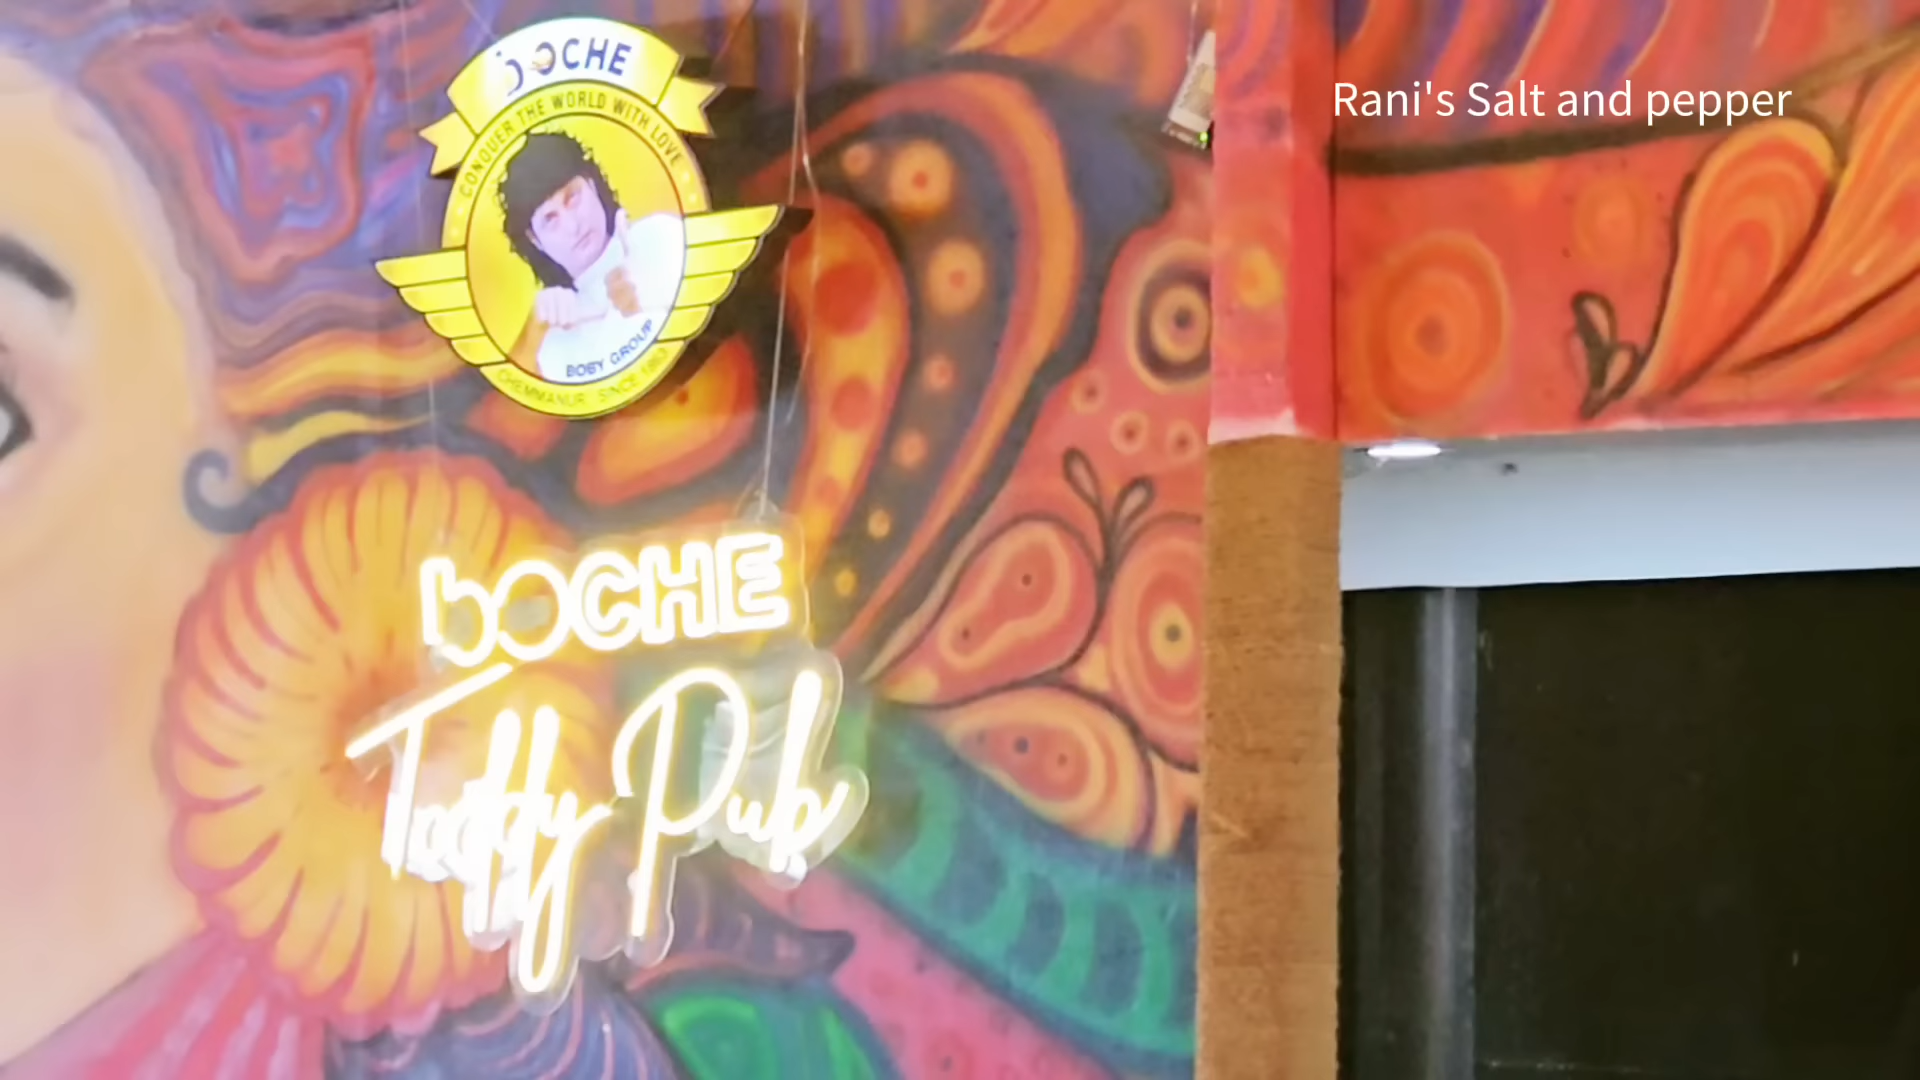 BOCHE
CONQUER THE WORLD WITH LOVE
BOBY GROUP
CHEMMANUR SINCE 1863
Rani's Salt and pepper
BOCHE
Toddy Pub